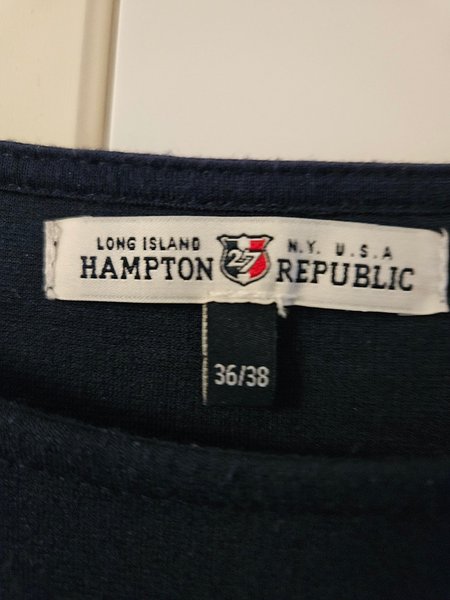 LONG ISLAND N.Y. U.S.A
HAMPTON 27 REPUBLIC
36/38